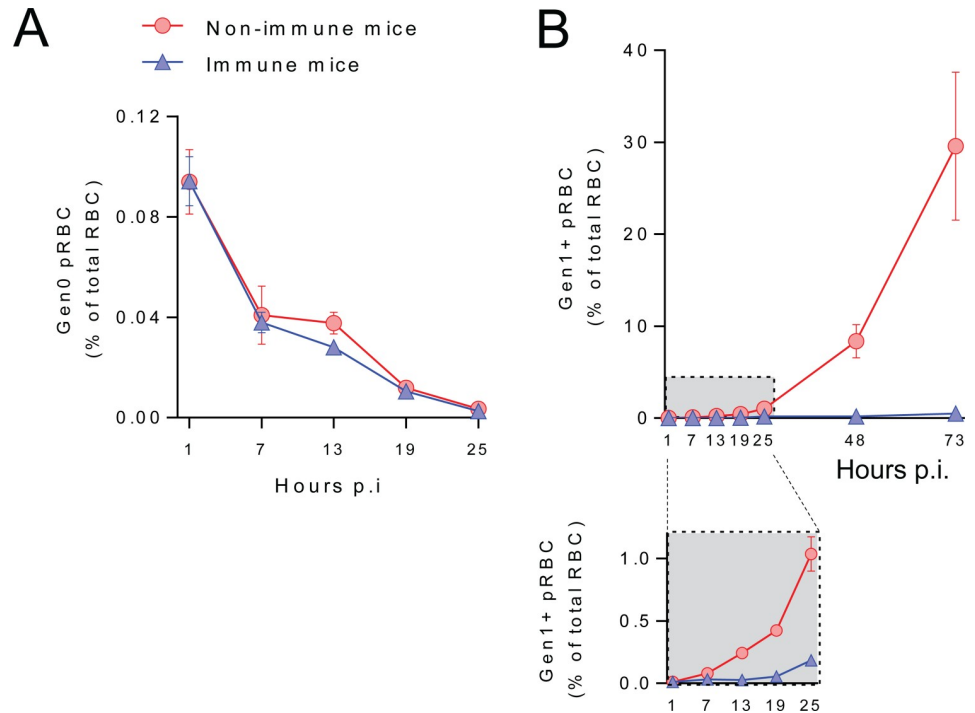 A
Non-immune mice
Immune mice
Gen0 pRBC
(% of total RBC)
0.12
0.08
0.04
0.00
1 7 13 19 25
Hours p.i
B
Gen1+ pRBC
(% of total RBC)
40
30
20
10
0
1 7 13 19 25 48 73
Hours p.i.
Gen1+ pRBC
(% of total RBC)
1.0
0.5
0.0
1 7 13 19 25